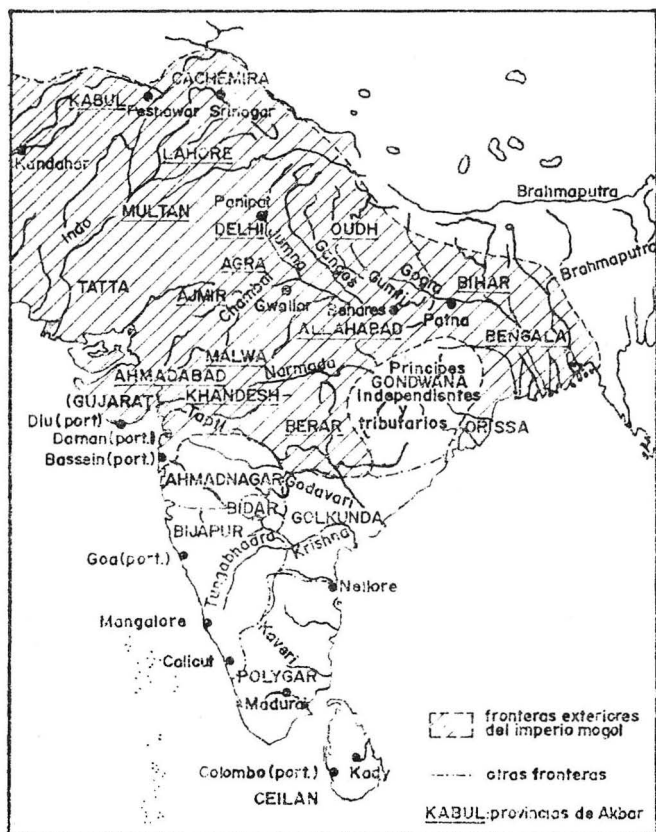 CACHEMIRA
KABUL
Peshawar
Srinagar
Kandahar
LAHORE
Brahmaputra
MULTAN
Panipat
DELHI
OUDH
Indo
Jumna
Ganges
Gumti
Gogra
Brahmaputra
TATTA
AGRA
BIHAR
AJMIR
Chambal
Gwalior
Benares
Patna
ALLAHABAD
BENGALA
MALWA
Narmada
Principes
AHMADABAD
GONDWANA
(GUJARAT)
KHANDESH
Independientes
y
Diu (port)
Tapti
BERAR
tributarios
ORISSA
Daman (port.)
Bassein (port.)
AHMADNAGAR
Godavari
BIDAR
GOLKUNDA
BIJAPUR
Krishna
Goa (port.)
Tungabhadra
Nellore
Mangalore
Kavari
Calicut
POLYGAR
Madurai
fronteras exteriores
del imperio mogol
Colombo (port.)
Kady
otras fronteras
CEILAN
KABUL: provincias de Akbar